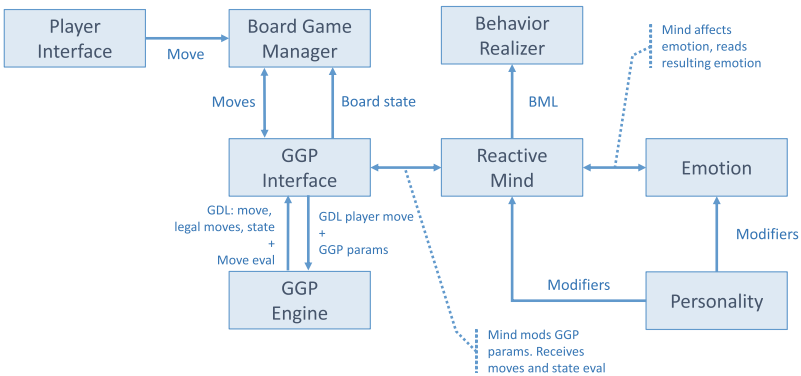 Player
Interface
Move
Board Game
Manager
Behavior
Realizer
Mind affects
emotion, reads
resulting emotion
Moves
Board state
BML
GGP
Interface
Reactive
Mind
Emotion
GDL: move,
legal moves, state
+
Move eval
GDL player move
+
GGP params
Modifiers
Modifiers
GGP
Engine
Personality
Mind mods GGP
params. Receives
moves and state eval